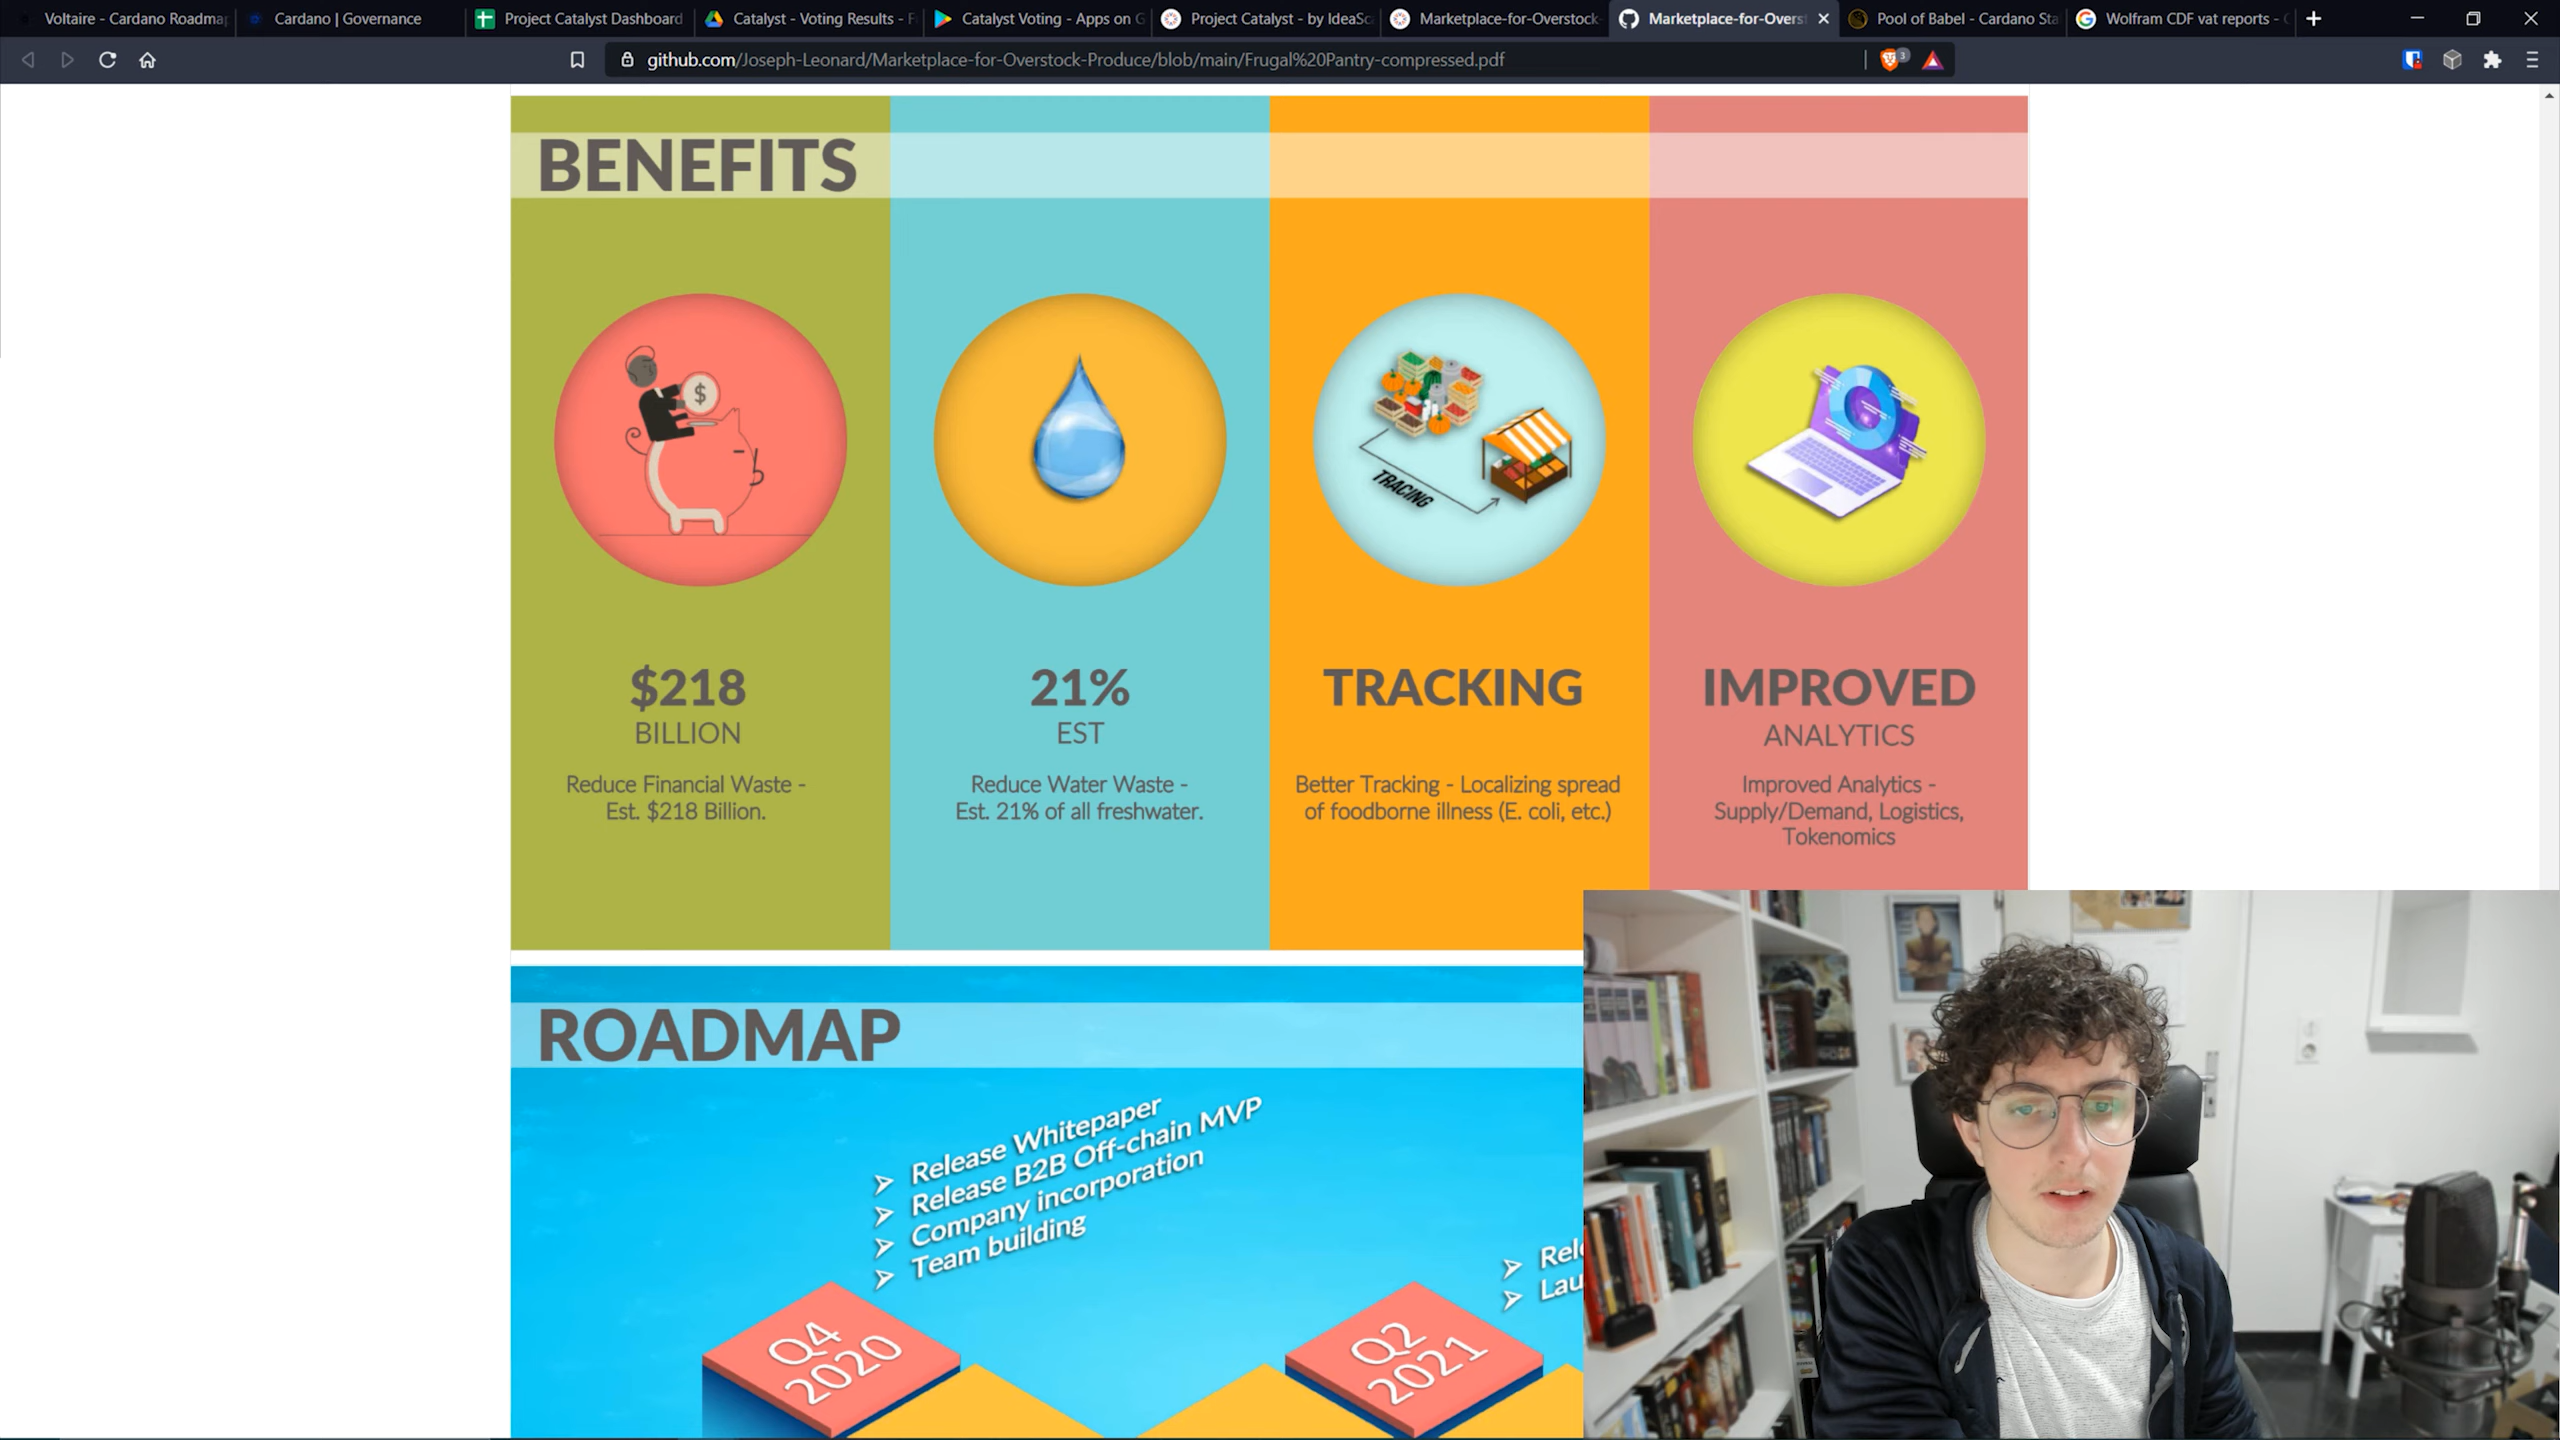 Voltaire - Cardano Roadmap
Cardano | Governance
Project Catalyst Dashboard
Catalyst - Voting Results - F
Catalyst Voting - Apps on G
Project Catalyst - by IdeaSc
Marketplace-for-Overstock-
Marketplace-for-Overst
Pool of Babel - Cardano Sta
Wolfram CDF vat reports -
github.com/Joseph-Leonard/Marketplace-for-Overstock-Produce/blob/main/Frugal%20Pantry-compressed.pdf
3
BENEFITS
$
TRACING
$218
BILLION
Reduce Financial Waste -
Est. $218 Billion.
21%
EST
Reduce Water Waste -
Est. 21% of all freshwater.
TRACKING
Better Tracking - Localizing spread
of foodborne illness (E. coli, etc.)
IMPROVED
ANALYTICS
Improved Analytics -
Supply/Demand, Logistics,
Tokenomics
ROADMAP
➢ Release Whitepaper
➢ Release B2B Off-chain MVP
➢ Company incorporation
➢ Team building
Q4
2020
➢ Rel
➢ Lau
Q2
2021